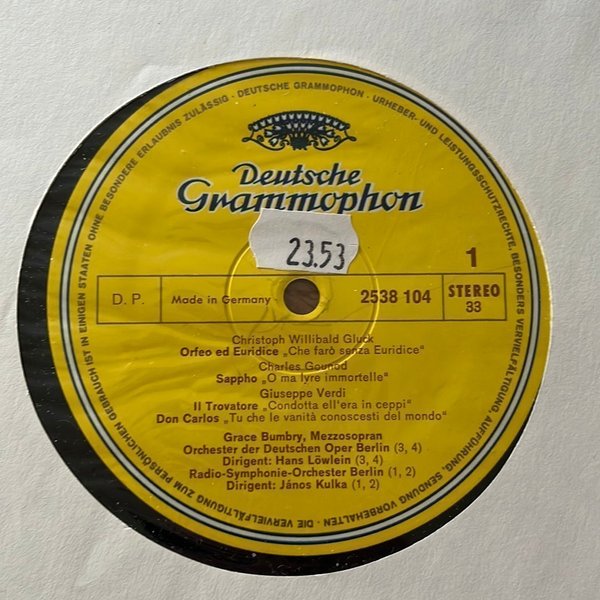 DIE VERVIELFÄLTIGUNG ZUM PERSÖNLICHEN GEBRAUCH IST IN EINIGEN STAATEN OHNE BESONDERE ERLAUBNIS ZULÄSSIG · DEUTSCHE GRAMMOPHON · URHEBER- UND LEISTUNGSSCHUTZRECHTE, BESONDERS VERVIELFÄLTIGUNG, AUFFÜHRUNG, SENDUNG VORBEHALTEN ·
Deutsche
Grammophon
23.53
1
D. P. Made in Germany 2538 104 STEREO
33
Christoph Willibald Gluck
Orfeo ed Euridice „Che farò senza Euridice“
Charles Gounod
Sappho „O ma lyre immortelle“
Giuseppe Verdi
Il Trovatore „Condotta ell'era in ceppi“
Don Carlos „Tu che le vanità conoscesti del mondo“
Grace Bumbry, Mezzosopran
Orchester der Deutschen Oper Berlin (3, 4)
Dirigent: Hans Löwlein (3, 4)
Radio-Symphonie-Orchester Berlin (1, 2)
Dirigent: János Kulka (1, 2)